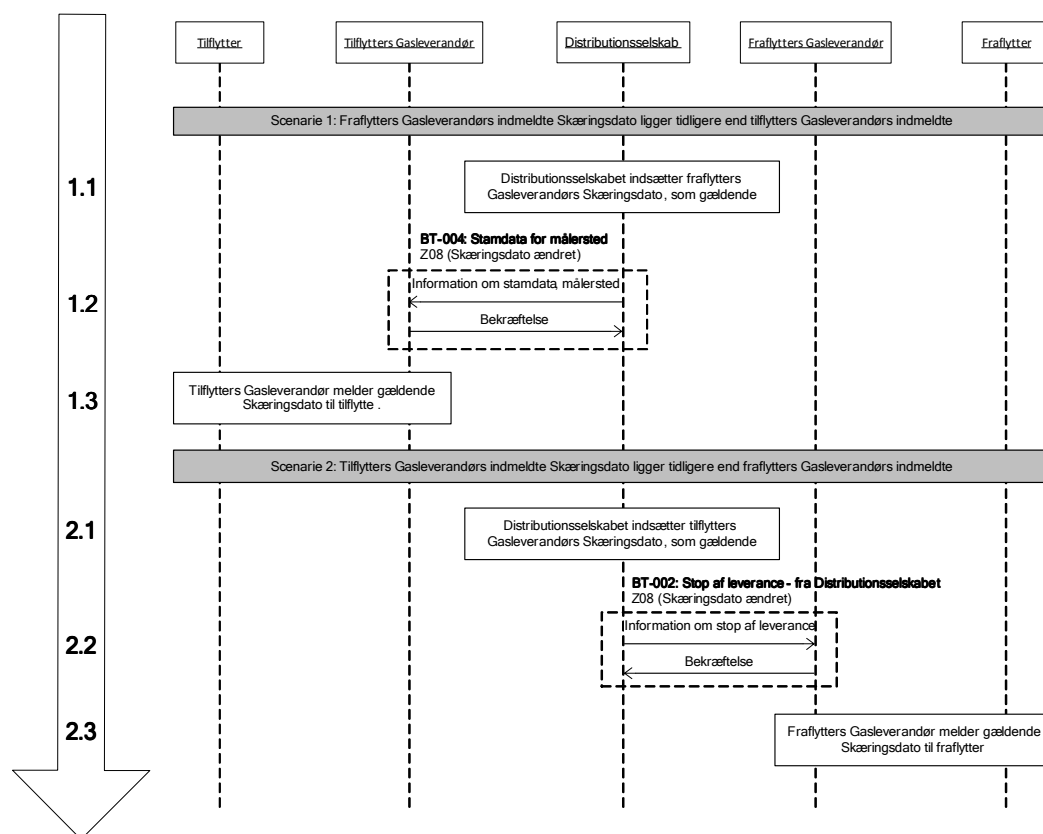 Tilflytter
Tilflytters Gasleverandør
Distributionsselskab
Fraflytters Gasleverandør
Fraflytter
Scenarie 1: Fraflytters Gasleverandørs indmeldte Skæringsdato ligger tidligere end tilflytters Gasleverandørs indmeldte
1.1
Distributionsselskabet indsætter fraflytters
Gasleverandørs Skæringsdato, som gældende
BT-004: Stamdata for målersted
Z08 (Skæringsdato ændret)
1.2
Information om stamdata, målersted
Bekræftelse
1.3
Tilflytters Gasleverandør melder gældende
Skæringsdato til tilflytte .
Scenarie 2: Tilflytters Gasleverandørs indmeldte Skæringsdato ligger tidligere end fraflytters Gasleverandørs indmeldte
2.1
Distributionsselskabet indsætter tilflytters
Gasleverandørs Skæringsdato, som gældende
BT-002: Stop af leverance - fra Distributionsselskabet
Z08 (Skæringsdato ændret)
2.2
Information om stop af leverance
Bekræftelse
2.3
Fraflytters Gasleverandør melder gældende
Skæringsdato til fraflytter